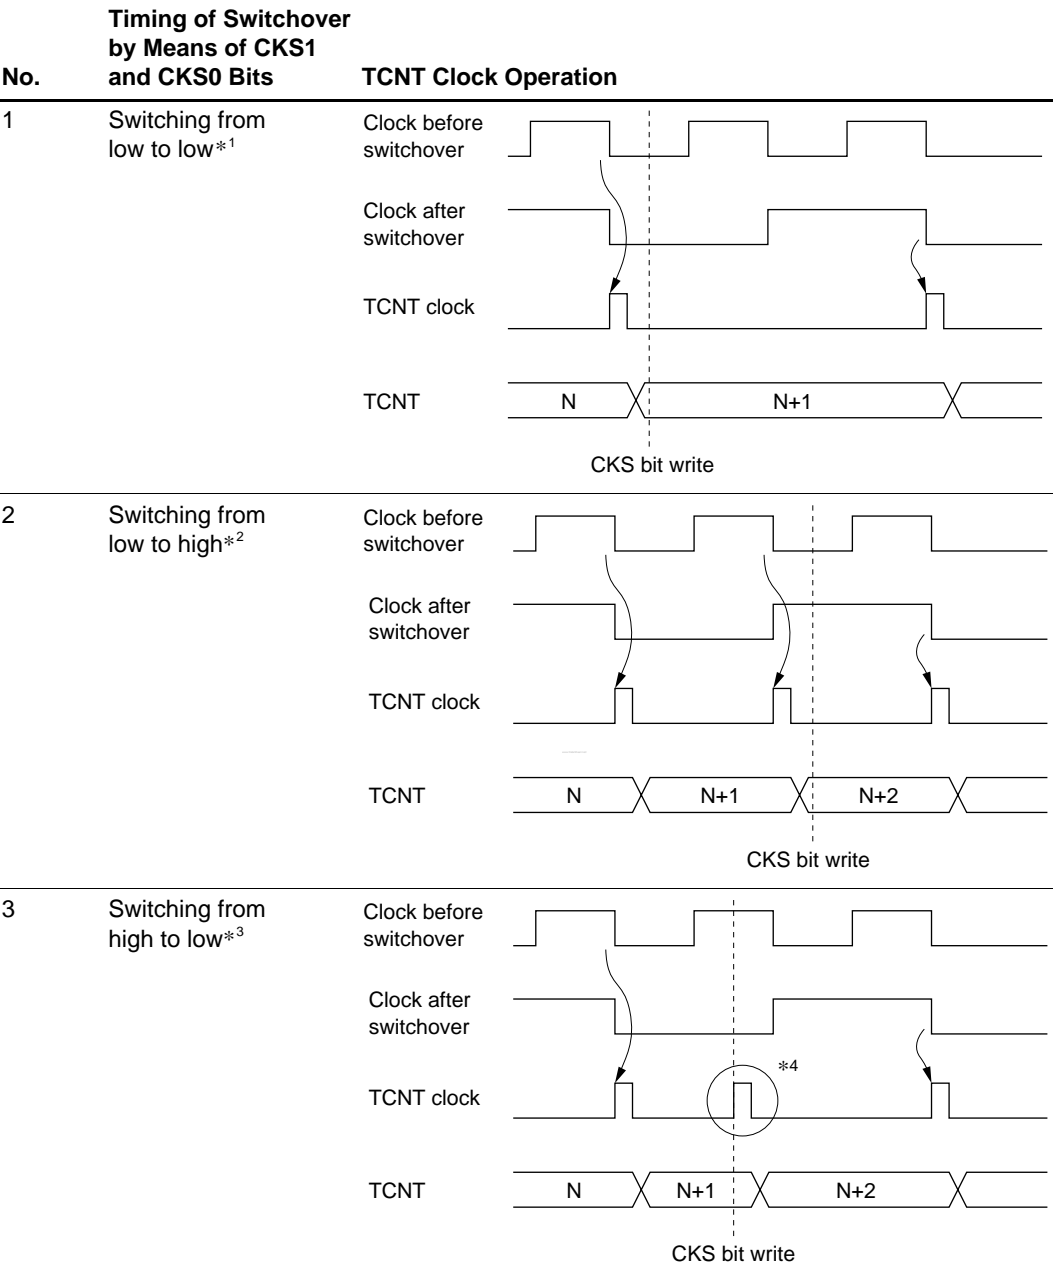 No. Timing of Switchover by Means of CKS1 and CKS0 Bits TCNT Clock Operation
1 Switching from low to low*1
Clock before switchover
Clock after switchover
TCNT clock
TCNT N N+1
CKS bit write
2 Switching from low to high*2
Clock before switchover
Clock after switchover
TCNT clock
TCNT N N+1 N+2
CKS bit write
3 Switching from high to low*3
Clock before switchover
Clock after switchover
*4
TCNT clock
TCNT N N+1 N+2
CKS bit write